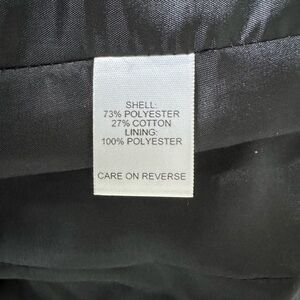 SHELL:
73% POLYESTER
27% COTTON
LINING:
100% POLYESTER
CARE ON REVERSE